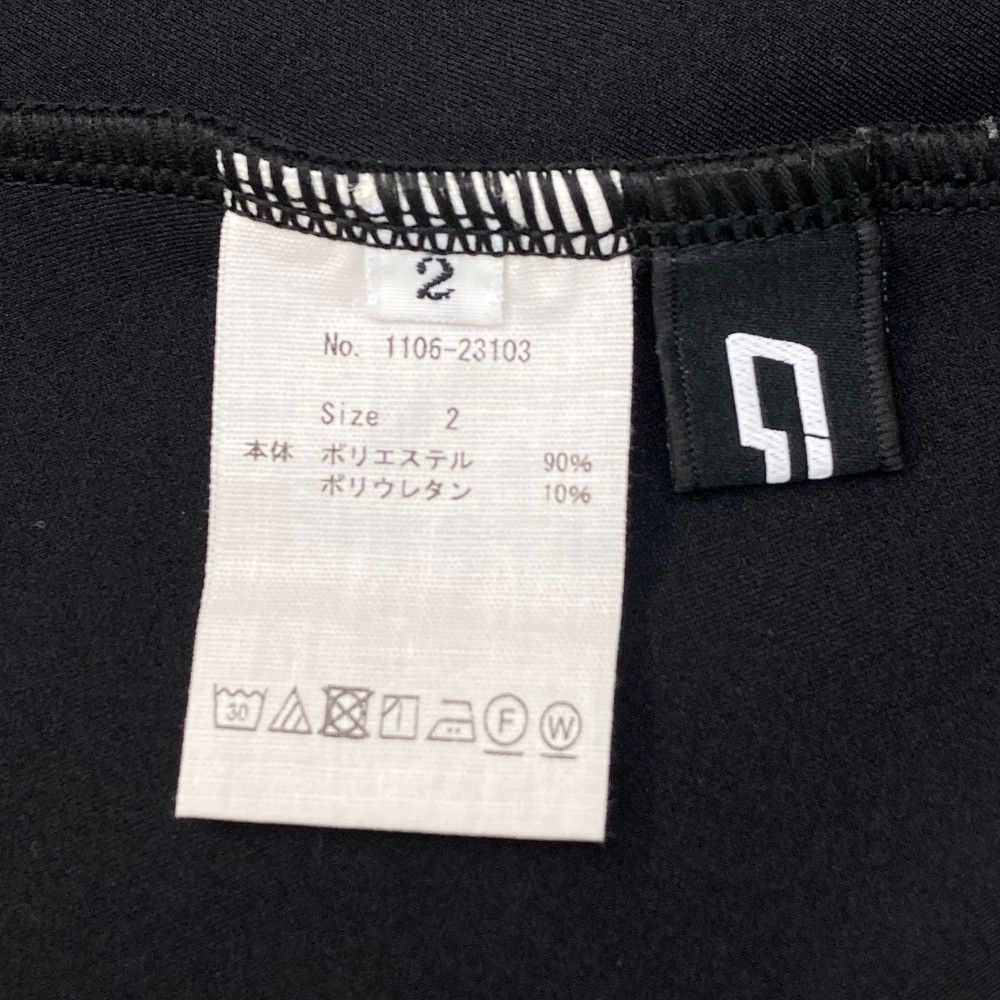 2
No. 1106-23103
Size 2
本体 ポリエステル 90%
ポリウレタン 10%
30
F
W